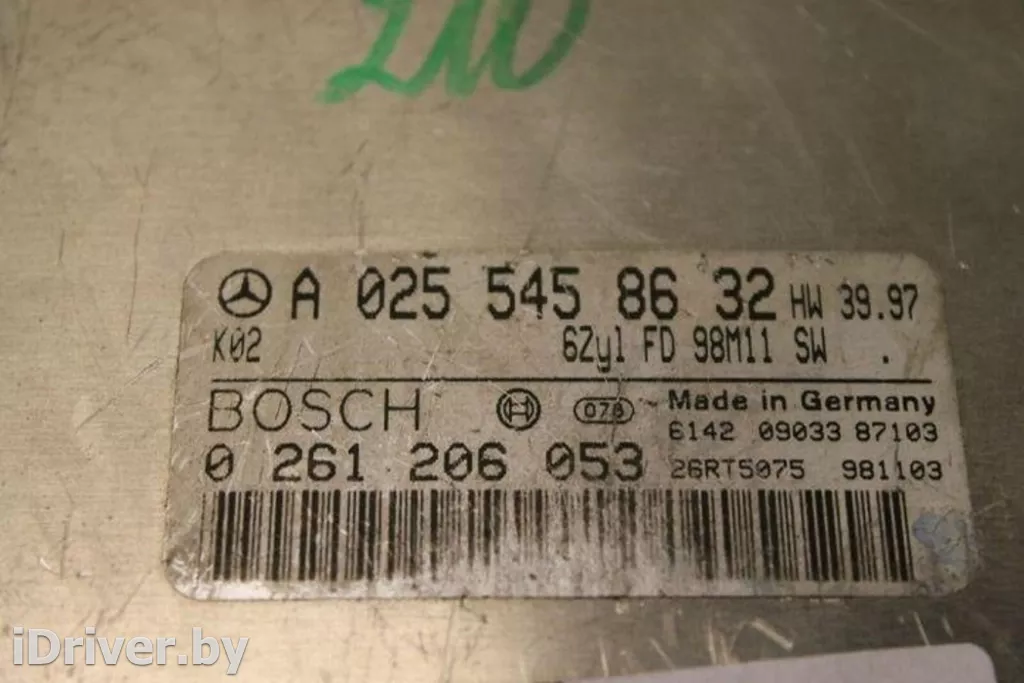 210
A 025 545 86 32 HW 39.97
K02 6Zyl FD 98M11 SW .
BOSCH 078 Made in Germany
6142 09033 87103
0 261 206 053 26RT5075 981103
iDriver.by